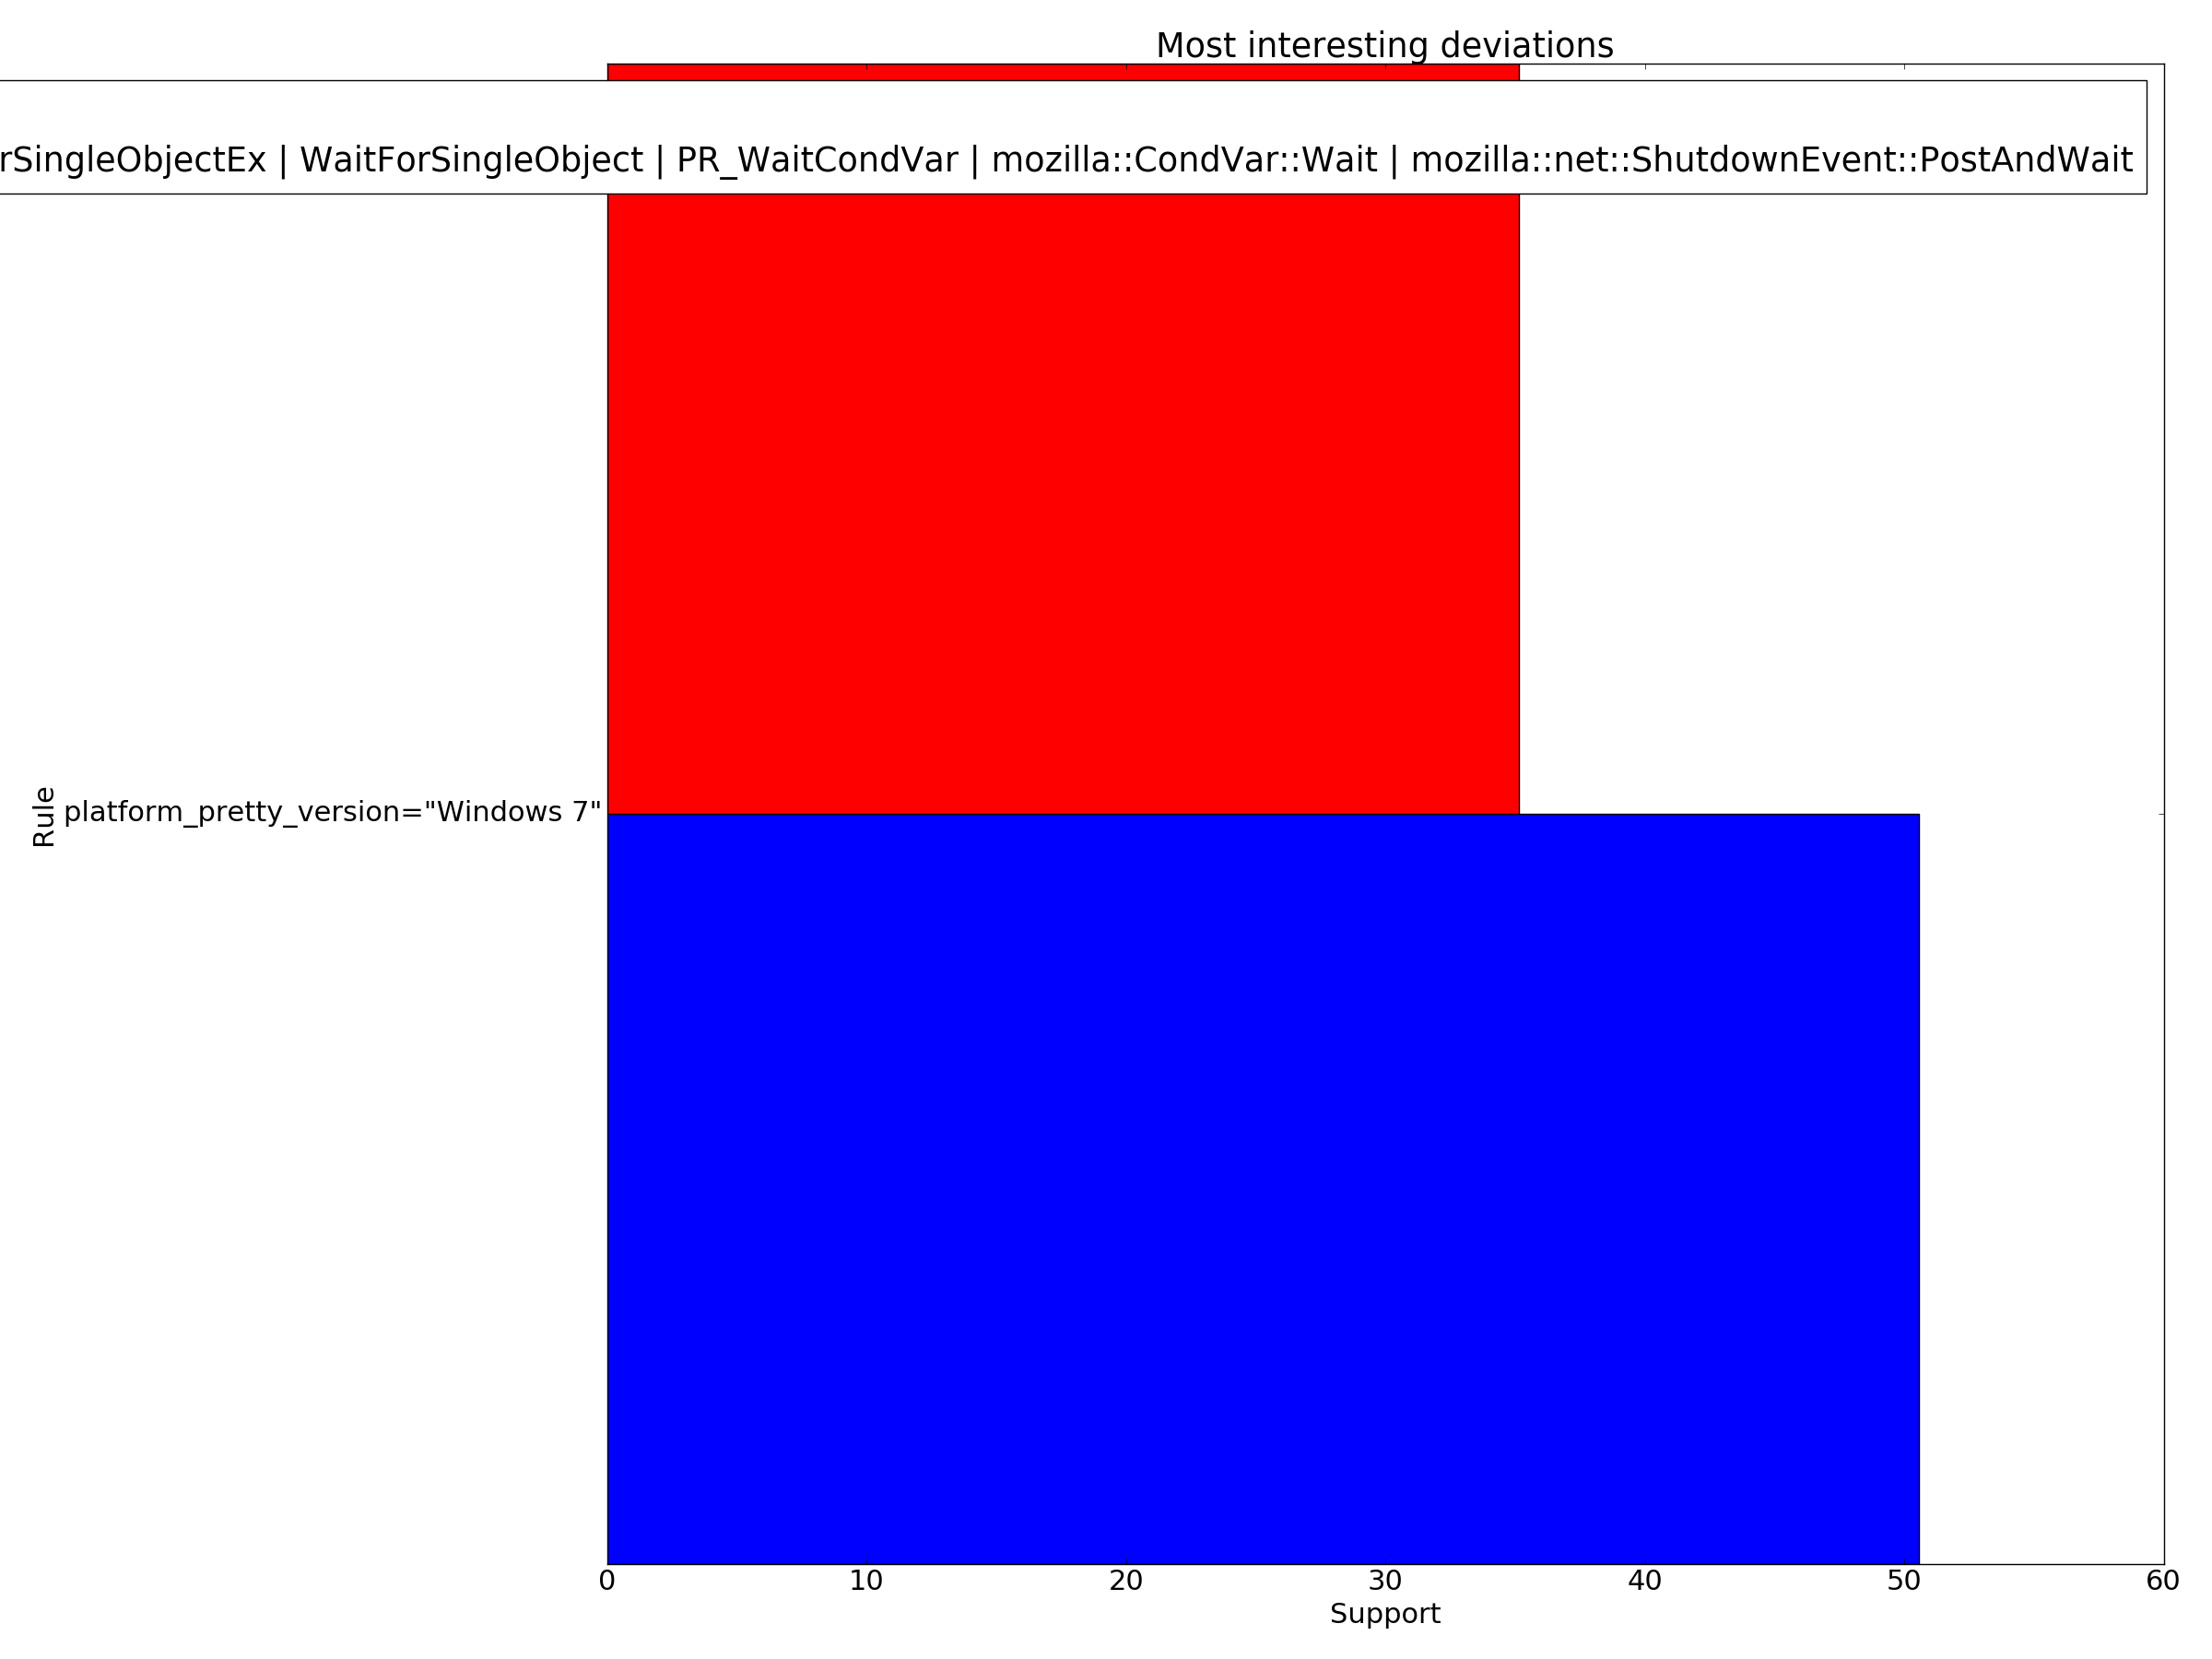 Most interesting deviations
rSingleObjectEx | WaitForSingleObject | PR_WaitCondVar | mozilla::CondVar::Wait | mozilla::net::ShutdownEvent::PostAndWait
Rule
platform_pretty_version="Windows 7"
0 10 20 30 40 50 60
Support